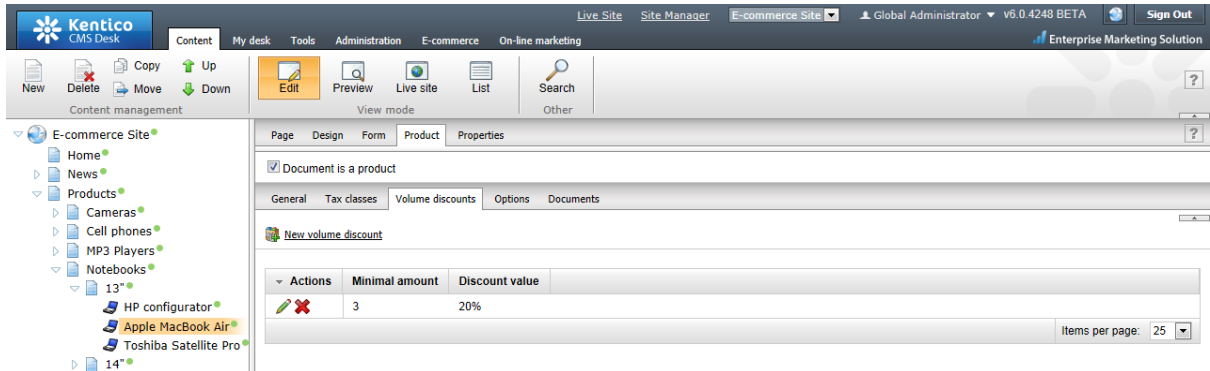 Kentico CMS Desk
Live Site Site Manager E-commerce Site Global Administrator v6.0.4248 BETA Sign Out
Content My desk Tools Administration E-commerce On-line marketing
Enterprise Marketing Solution
New Delete Copy Move Up Down
Content management
Edit Preview Live site List
View mode
Search
Other
?
E-commerce Site
Home
News
Products
Cameras
Cell phones
MP3 Players
Notebooks
13"
HP configurator
Apple MacBook Air
Toshiba Satellite Pro
14"
Page Design Form Product Properties
?
Document is a product
General Tax classes Volume discounts Options Documents
New volume discount
Actions Minimal amount Discount value
3 20%
Items per page: 25